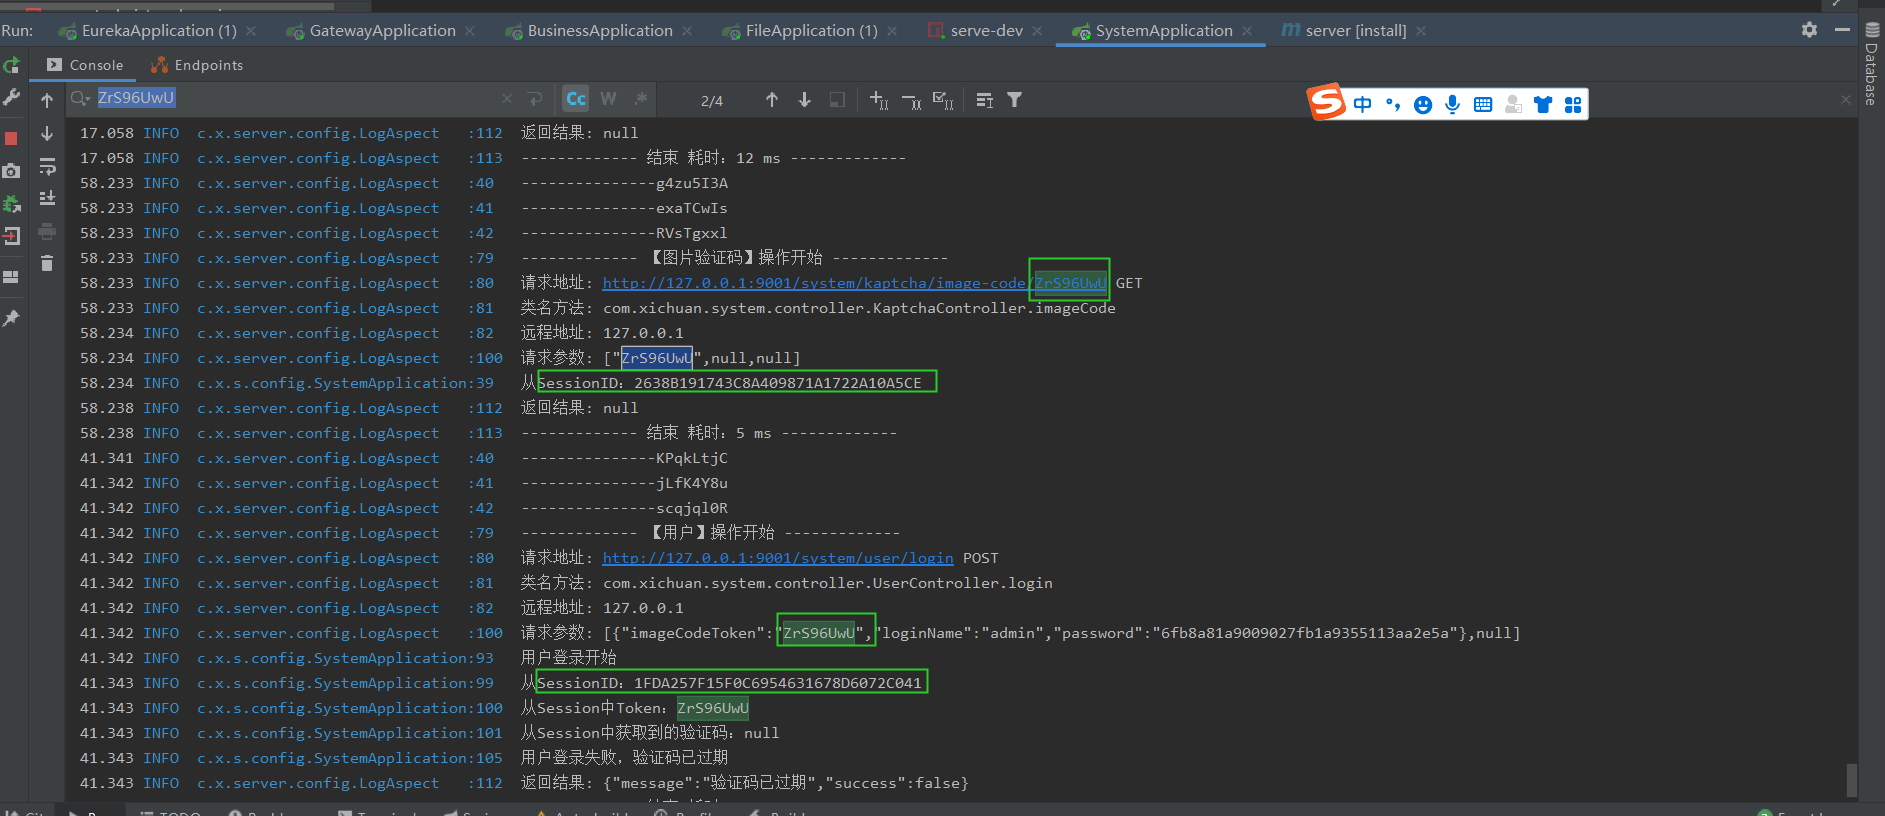 Run: EurekaApplication (1) GatewayApplication BusinessApplication FileApplication (1) serve-dev SystemApplication server [install]
Console Endpoints
ZrS96UwU Cc W .* 2/4
中
Database
17.058 INFO c.x.server.config.LogAspect :112 返回结果: null
17.058 INFO c.x.server.config.LogAspect :113 ------------- 结束 耗时：12 ms -------------
58.233 INFO c.x.server.config.LogAspect :40 ---------------g4zu5I3A
58.233 INFO c.x.server.config.LogAspect :41 ---------------exaTCwIs
58.233 INFO c.x.server.config.LogAspect :42 ---------------RVsTgxxl
58.233 INFO c.x.server.config.LogAspect :79 ------------- 【图片验证码】操作开始 -------------
58.233 INFO c.x.server.config.LogAspect :80 请求地址: http://127.0.0.1:9001/system/kaptcha/image-code/ZrS96UwU GET
58.233 INFO c.x.server.config.LogAspect :81 类名方法: com.xichuan.system.controller.KaptchaController.imageCode
58.234 INFO c.x.server.config.LogAspect :82 远程地址: 127.0.0.1
58.234 INFO c.x.server.config.LogAspect :100 请求参数: ["ZrS96UwU",null,null]
58.234 INFO c.x.s.config.SystemApplication:39 从SessionID：2638B191743C8A409871A1722A10A5CE
58.238 INFO c.x.server.config.LogAspect :112 返回结果: null
58.238 INFO c.x.server.config.LogAspect :113 ------------- 结束 耗时：5 ms -------------
41.341 INFO c.x.server.config.LogAspect :40 ---------------KPqkLtjC
41.342 INFO c.x.server.config.LogAspect :41 ---------------jLfK4Y8u
41.342 INFO c.x.server.config.LogAspect :42 ---------------scqjql0R
41.342 INFO c.x.server.config.LogAspect :79 ------------- 【用户】操作开始 -------------
41.342 INFO c.x.server.config.LogAspect :80 请求地址: http://127.0.0.1:9001/system/user/login POST
41.342 INFO c.x.server.config.LogAspect :81 类名方法: com.xichuan.system.controller.UserController.login
41.342 INFO c.x.server.config.LogAspect :82 远程地址: 127.0.0.1
41.342 INFO c.x.server.config.LogAspect :100 请求参数: [{"imageCodeToken":"ZrS96UwU","loginName":"admin","password":"6fb8a81a9009027fb1a9355113aa2e5a"},null]
41.342 INFO c.x.s.config.SystemApplication:93 用户登录开始
41.343 INFO c.x.s.config.SystemApplication:99 从SessionID：1FDA257F15F0C6954631678D6072C041
41.343 INFO c.x.s.config.SystemApplication:100 从Session中Token：ZrS96UwU
41.343 INFO c.x.s.config.SystemApplication:101 从Session中获取到的验证码：null
41.343 INFO c.x.s.config.SystemApplication:105 用户登录失败，验证码已过期
41.343 INFO c.x.server.config.LogAspect :112 返回结果: {"message":"验证码已过期","success":false}